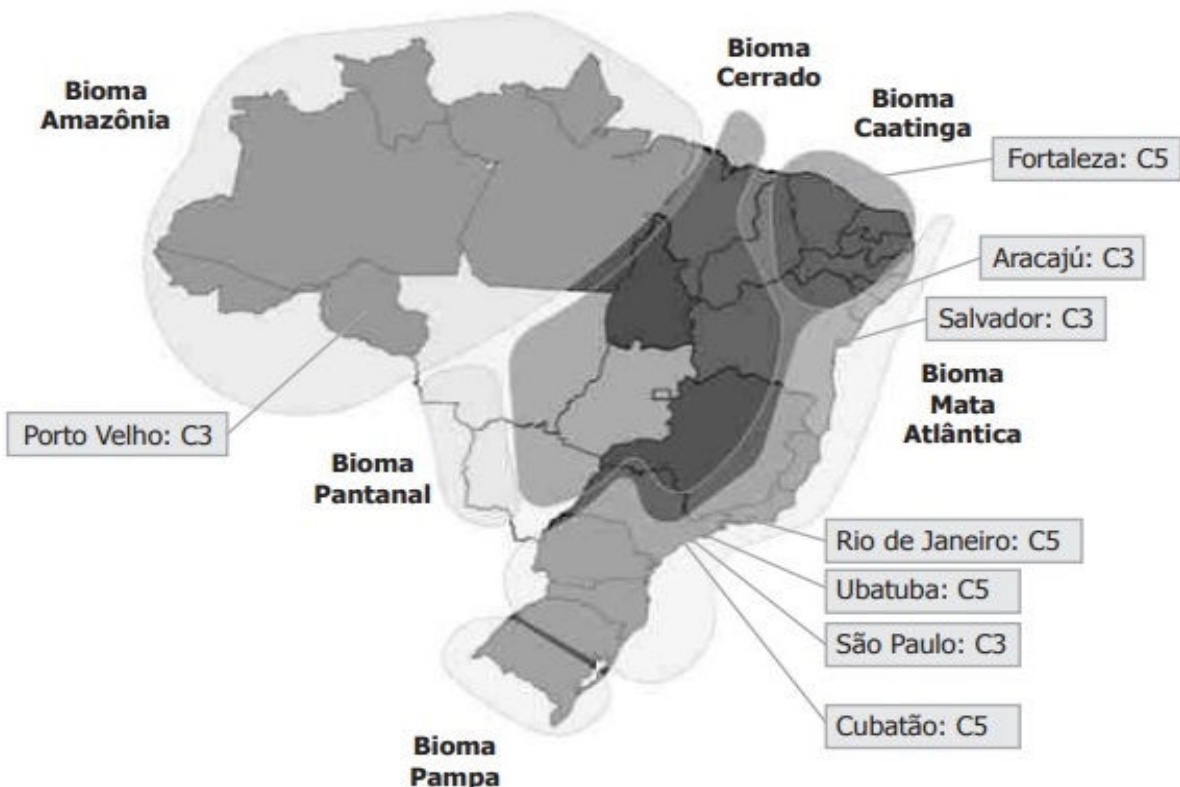 Bioma
Cerrado
Bioma
Amazônia
Bioma
Caatinga
Fortaleza: C5
Aracajú: C3
Salvador: C3
Bioma
Mata
Atlântica
Porto Velho: C3
Bioma
Pantanal
Rio de Janeiro: C5
Ubatuba: C5
São Paulo: C3
Cubatão: C5
Bioma
Pampa